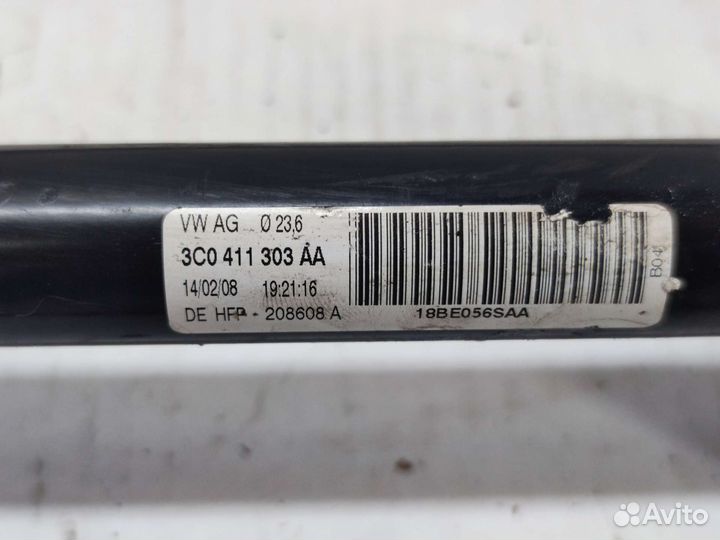 VW AG Ø 23,6
3C0 411 303 AA
14/02/08 19:21:16
DE HFP - 208608 A
18BE056SAA
B04
Avito